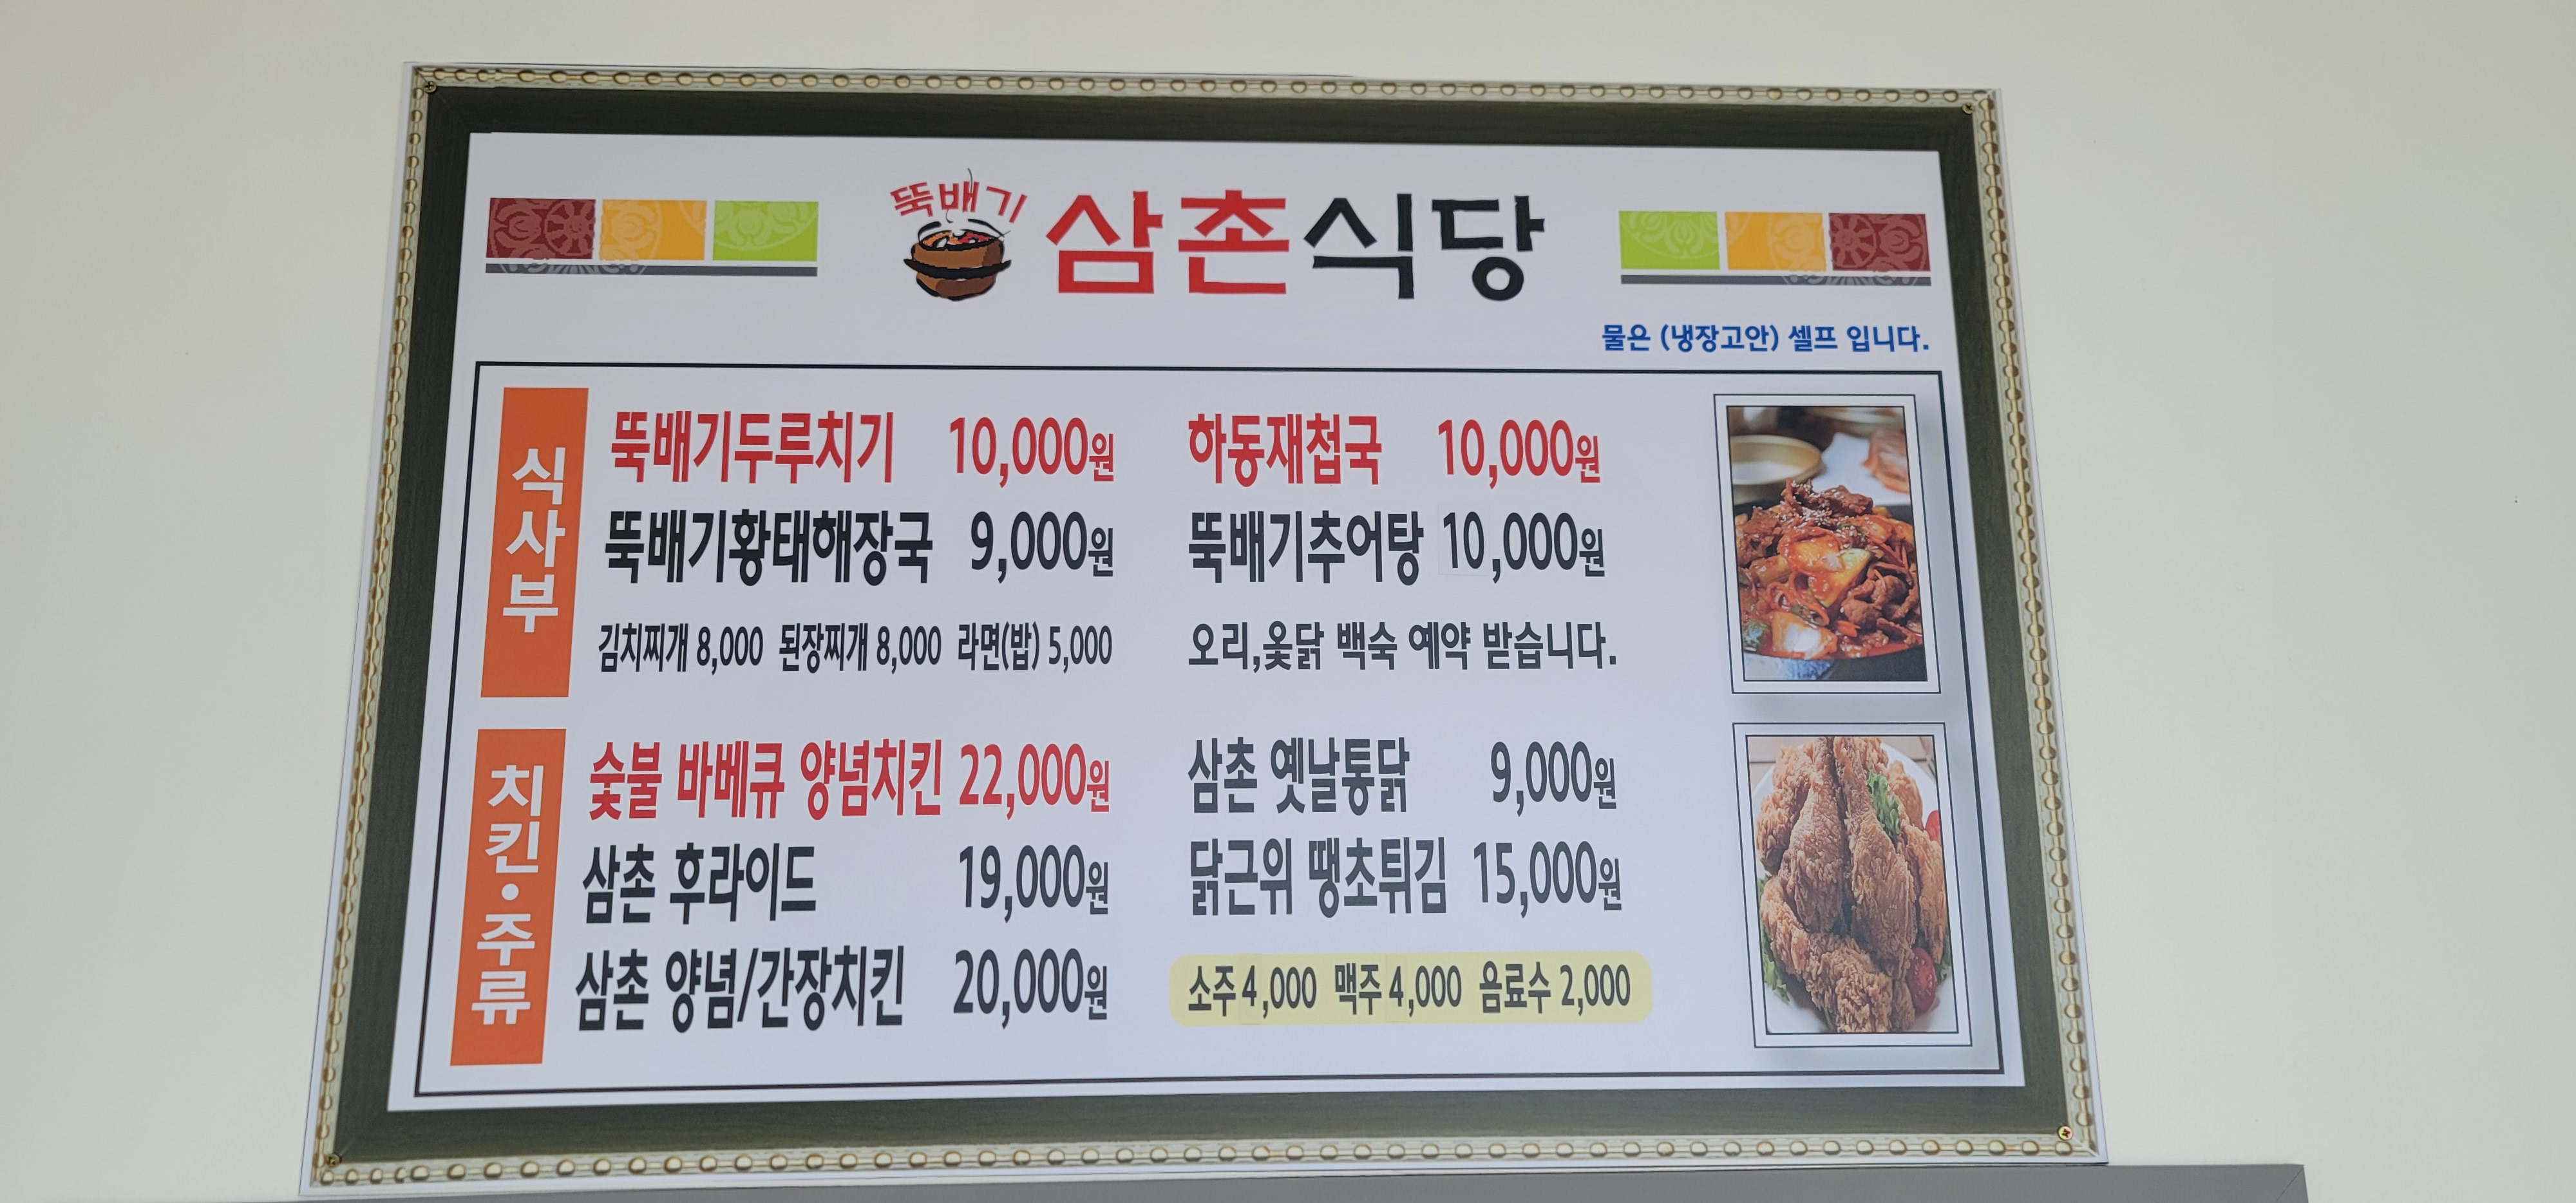 뚝배기
삼촌식당
물은 (냉장고안) 셀프 입니다.
식사부
뚝배기두루치기 10,000원
하동재첩국 10,000원
뚝배기황태해장국 9,000원
뚝배기추어탕 10,000원
김치찌개 8,000 된장찌개 8,000 라면(밥) 5,000
오리,옻닭 백숙 예약 받습니다.
치킨·주류
숯불 바베큐 양념치킨 22,000원
삼촌 옛날통닭 9,000원
삼촌 후라이드 19,000원
닭근위 땡초튀김 15,000원
삼촌 양념/간장치킨 20,000원
소주 4,000 맥주 4,000 음료수 2,000